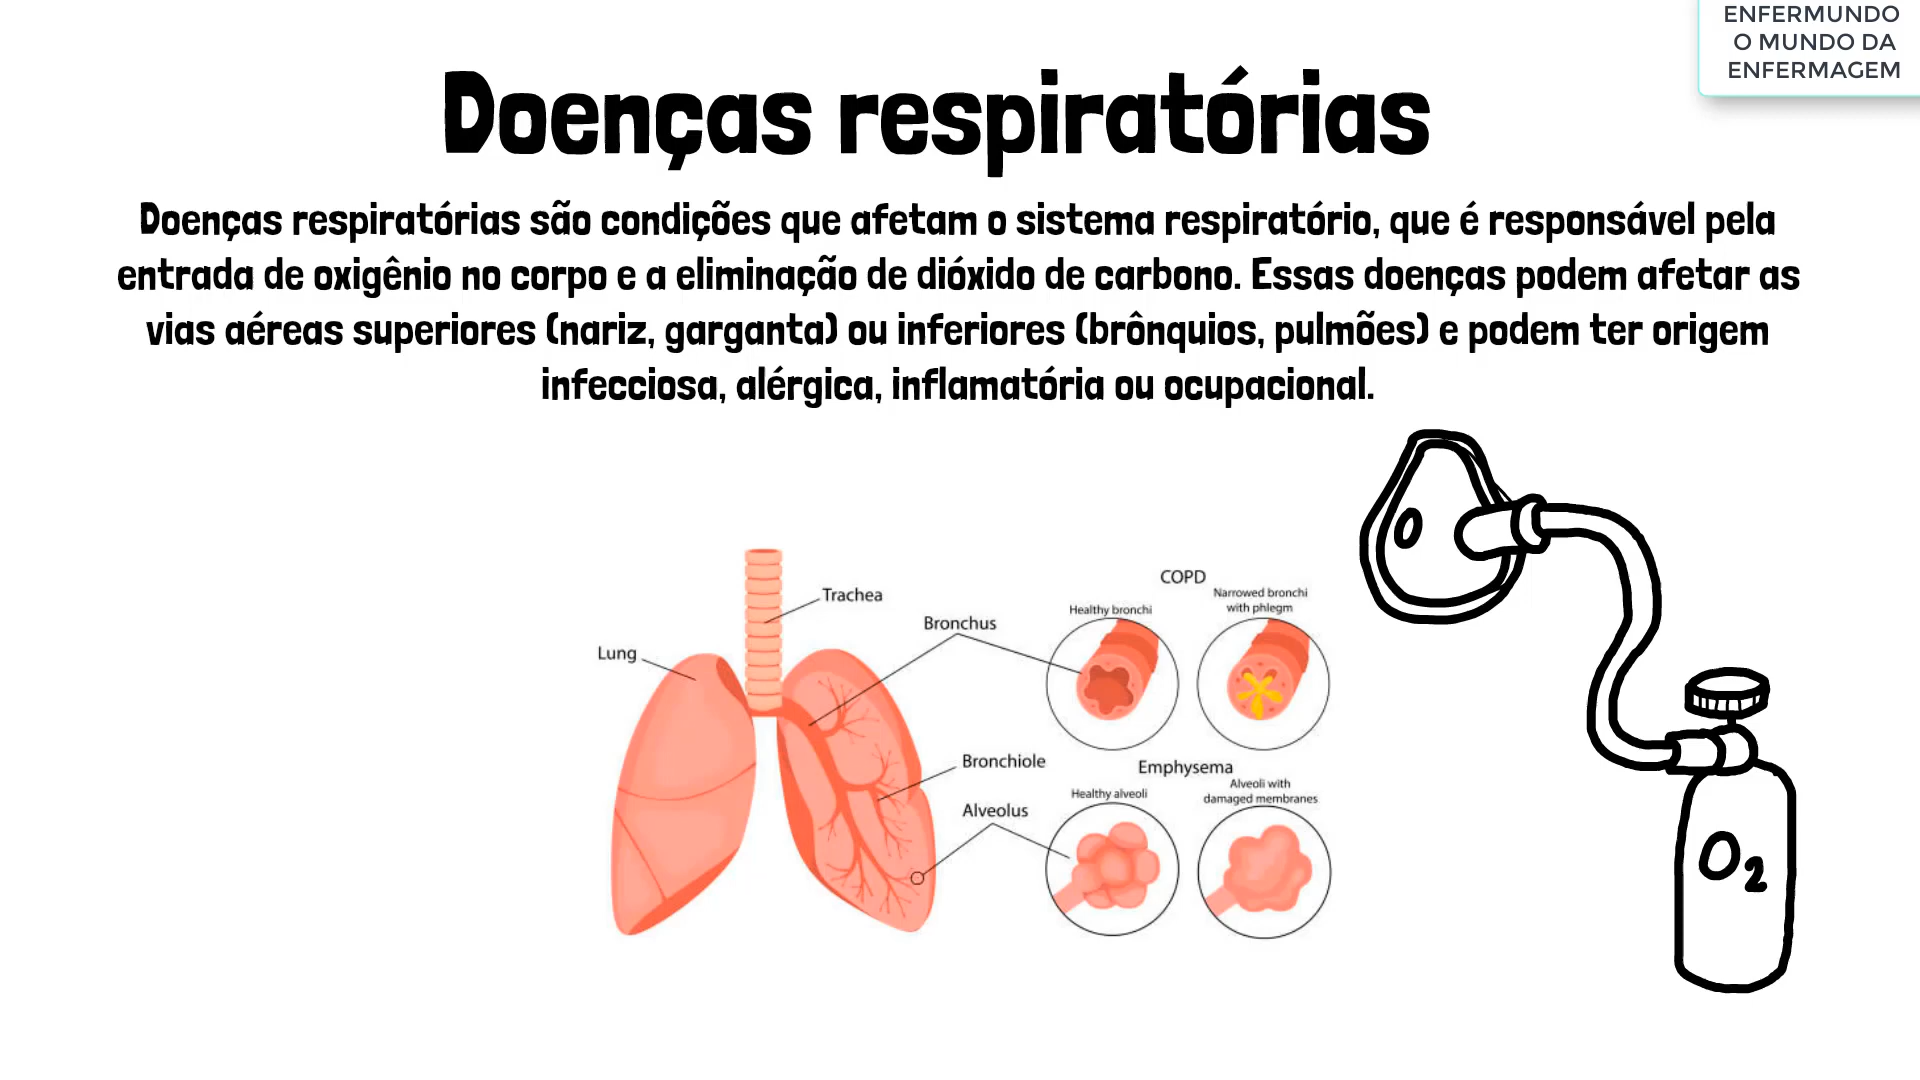 ENFERMUNDO
O MUNDO DA
ENFERMAGEM
Doenças respiratórias
Doenças respiratórias são condições que afetam o sistema respiratório, que é responsável pela
entrada de oxigênio no corpo e a eliminação de dióxido de carbono. Essas doenças podem afetar as
vias aéreas superiores (nariz, garganta) ou inferiores (brônquios, pulmões) e podem ter origem
infecciosa, alérgica, inflamatória ou ocupacional.
Lung
Trachea
Bronchus
Bronchiole
Alveolus
COPD
Healthy bronchi
Narrowed bronchi
with phlegm
Emphysema
Healthy alveoli
Alveoli with
damaged membranes
O2